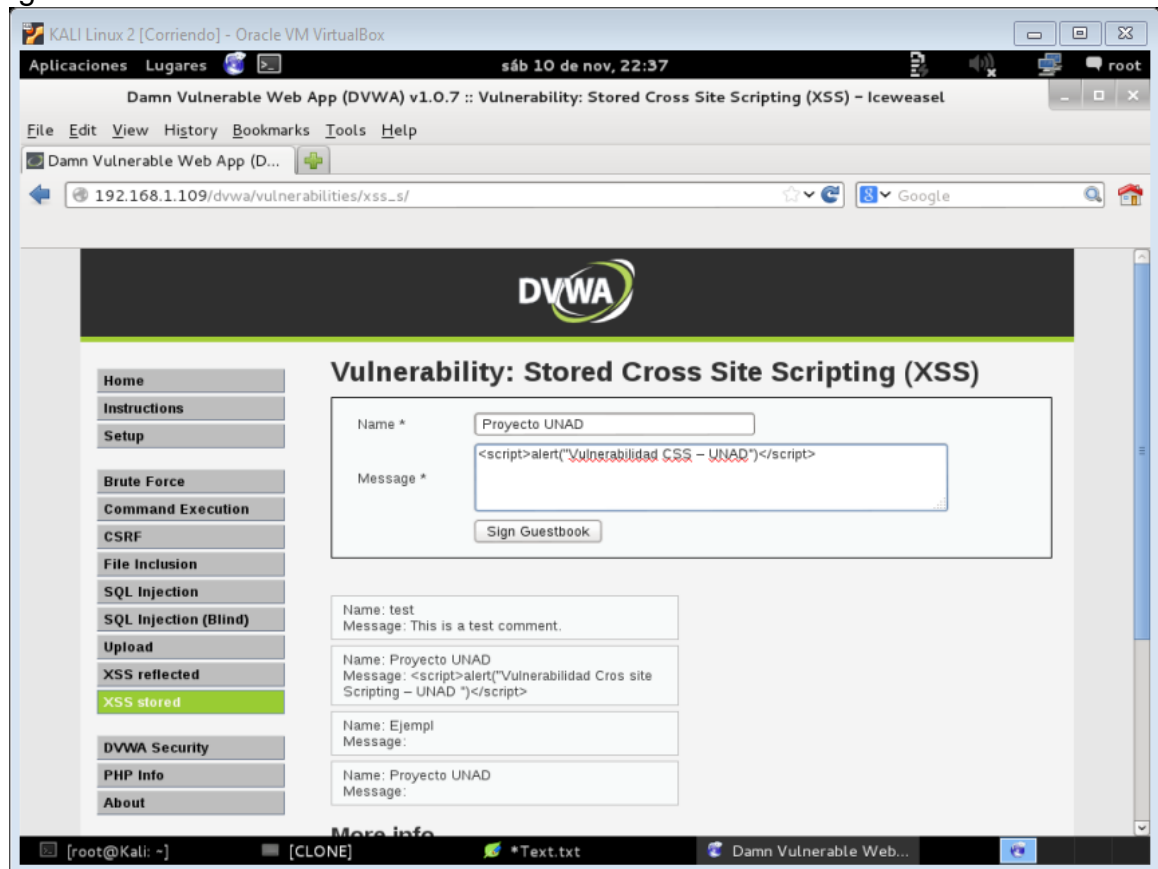 KALI Linux 2 [Corriendo] - Oracle VM VirtualBox
Aplicaciones Lugares sáb 10 de nov, 22:37 root
Damn Vulnerable Web App (DVWA) v1.0.7 :: Vulnerability: Stored Cross Site Scripting (XSS) – Iceweasel
File Edit View History Bookmarks Tools Help
Damn Vulnerable Web App (D...
192.168.1.109/dvwa/vulnerabilities/xss_s/ Google
DVWA
Vulnerability: Stored Cross Site Scripting (XSS)
Home
Instructions
Setup
Brute Force
Command Execution
CSRF
File Inclusion
SQL Injection
SQL Injection (Blind)
Upload
XSS reflected
XSS stored
DVWA Security
PHP Info
About
Name * Proyecto UNAD
Message * <script>alert("Vulnerabilidad CSS – UNAD")</script>
Sign Guestbook
Name: test
Message: This is a test comment.
Name: Proyecto UNAD
Message: <script>alert("Vulnerabilidad Cros site
Scripting – UNAD ")</script>
Name: Ejempl
Message:
Name: Proyecto UNAD
Message:
More info
[root@Kali: ~] [CLONE] *Text.txt Damn Vulnerable Web...